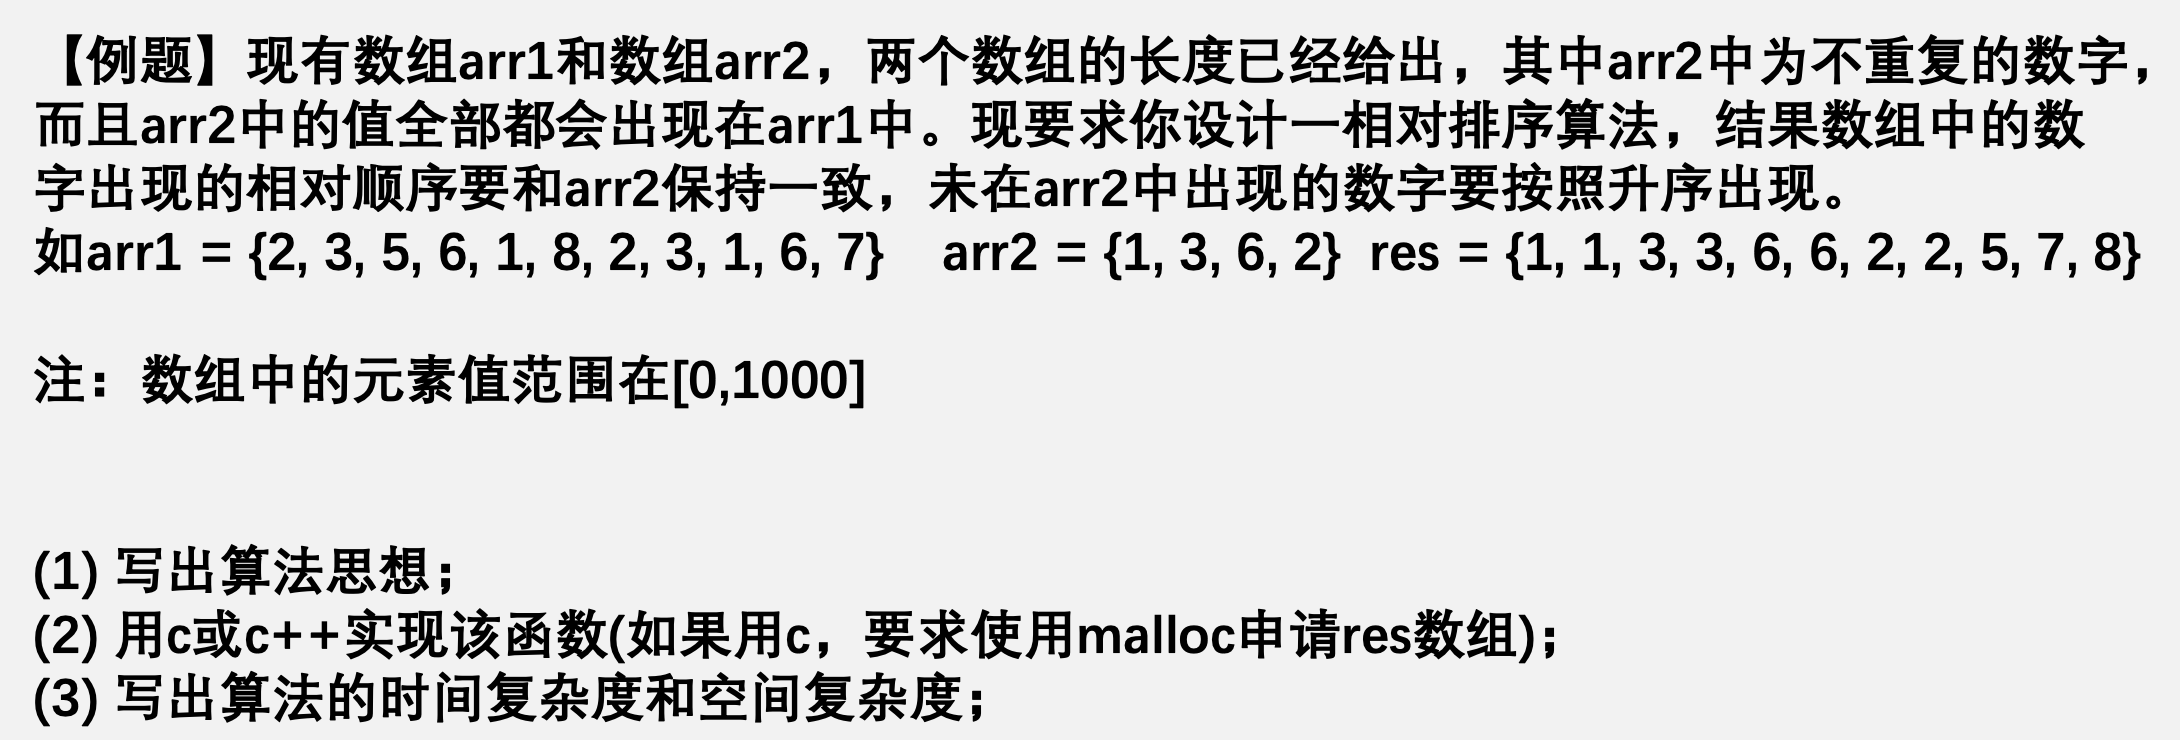 【例题】现有数组arr1和数组arr2，两个数组的长度已经给出，其中arr2中为不重复的数字，
而且arr2中的值全部都会出现在arr1中。现要求你设计一相对排序算法，结果数组中的数
字出现的相对顺序要和arr2保持一致，未在arr2中出现的数字要按照升序出现。
如arr1 = {2, 3, 5, 6, 1, 8, 2, 3, 1, 6, 7}    arr2 = {1, 3, 6, 2}  res = {1, 1, 3, 3, 6, 6, 2, 2, 5, 7, 8}
注：数组中的元素值范围在[0,1000]
(1) 写出算法思想；
(2) 用c或c++实现该函数(如果用c，要求使用malloc申请res数组)；
(3) 写出算法的时间复杂度和空间复杂度；